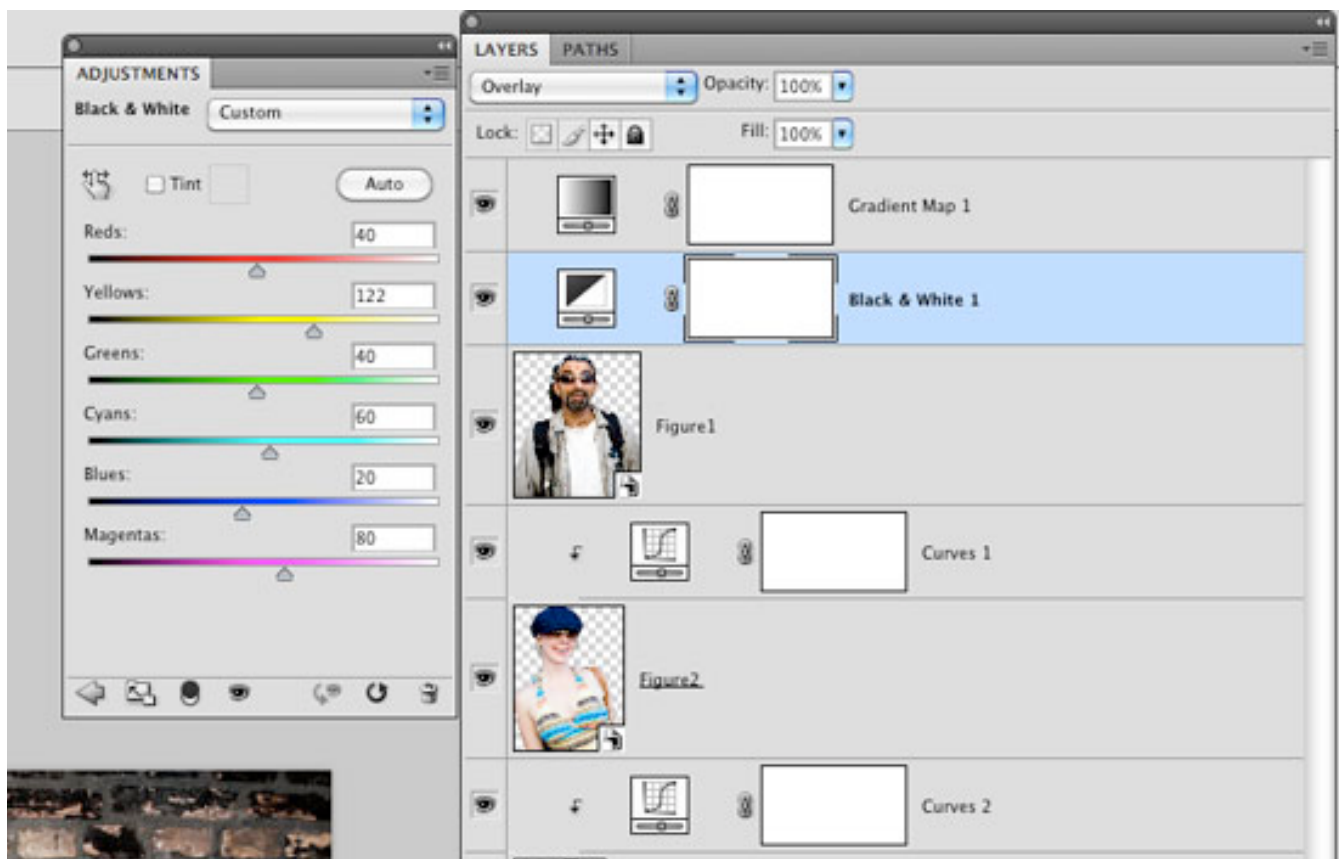 ADJUSTMENTS
Black & White Custom
Tint Auto
Reds: 40
Yellows: 122
Greens: 40
Cyans: 60
Blues: 20
Magentas: 80
LAYERS PATHS
Overlay Opacity: 100%
Lock: Fill: 100%
Gradient Map 1
Black & White 1
Figure1
Curves 1
Figure2
Curves 2